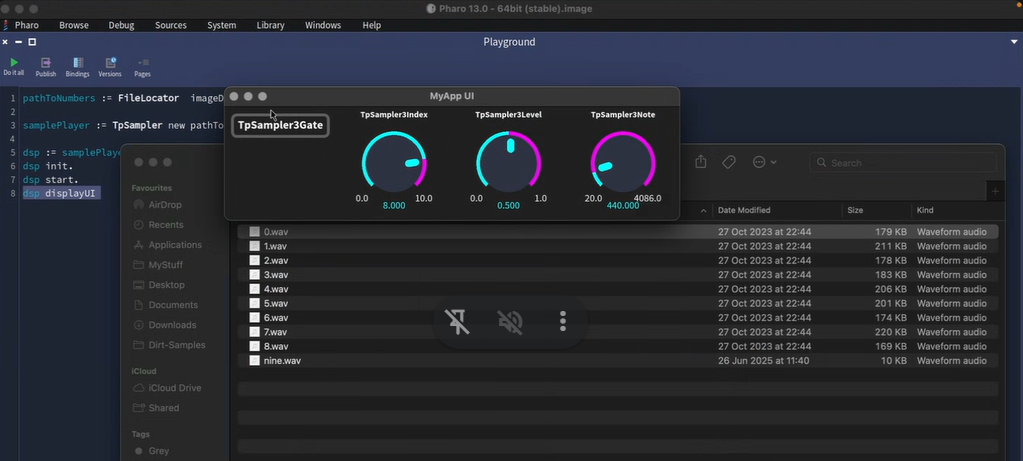 Pharo 13.0 - 64bit (stable).image
Pharo Browse Debug Sources System Library Windows Help
Playground
Do it all Publish Bindings Versions Pages
1 pathToNumbers := FileLocator imageD
2
3 samplePlayer := TpSampler new pathTo
4
5 dsp := samplePlaye
6 dsp init.
7 dsp start.
8 dsp displayUI
MyApp UI
TpSampler3Gate
TpSampler3Index TpSampler3Level TpSampler3Note
0.0 10.0 0.0 1.0 20.0 4086.0
8.000 0.500 440.000
Search
Favourites
AirDrop
Recents
Applications
MyStuff
Desktop
Documents
Downloads
Dirt-Samples
iCloud
iCloud Drive
Shared
Tags
Grey
Date Modified Size Kind
0.wav 27 Oct 2023 at 22:44 179 KB Waveform audio
1.wav 27 Oct 2023 at 22:44 211 KB Waveform audio
2.wav 27 Oct 2023 at 22:44 178 KB Waveform audio
3.wav 27 Oct 2023 at 22:44 183 KB Waveform audio
4.wav 27 Oct 2023 at 22:44 206 KB Waveform audio
5.wav 27 Oct 2023 at 22:44 201 KB Waveform audio
6.wav 27 Oct 2023 at 22:44 174 KB Waveform audio
7.wav 27 Oct 2023 at 22:44 220 KB Waveform audio
8.wav 27 Oct 2023 at 22:44 169 KB Waveform audio
nine.wav 26 Jun 2025 at 11:40 10 KB Waveform audio